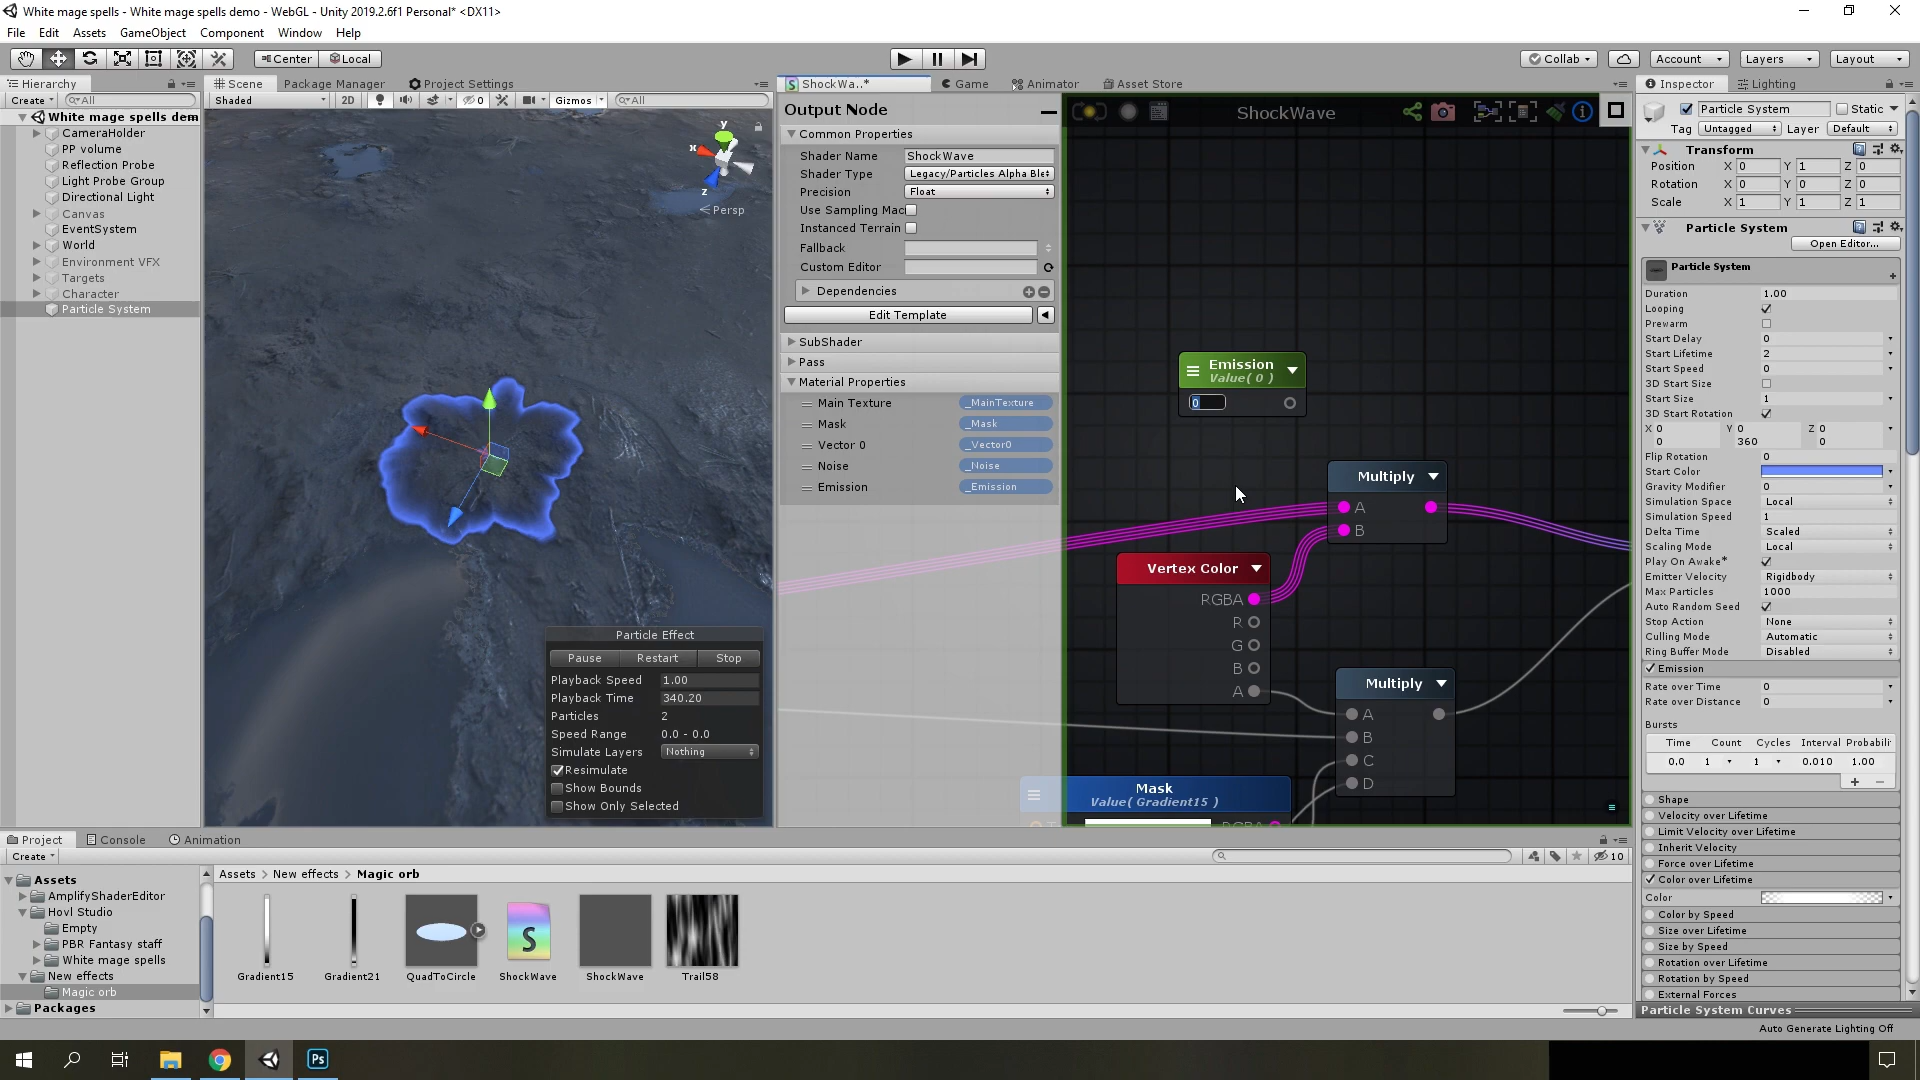 White mage spells - White mage spells demo - WebGL - Unity 2019.2.6f1 Personal* <DX11>
File Edit Assets GameObject Component Window Help
Center Local
Collab Account Layers Layout
Hierarchy
Create All
White mage spells dem
CameraHolder
PP volume
Reflection Probe
Light Probe Group
Directional Light
Canvas
EventSystem
World
Environment VFX
Targets
Character
Particle System
Scene Package Manager Project Settings
Shaded 2D 0 Gizmos All
y
x
z
Persp
Particle Effect
Pause Restart Stop
Playback Speed 1.00
Playback Time 340.20
Particles 2
Speed Range 0.0 - 0.0
Simulate Layers Nothing
Resimulate
Show Bounds
Show Only Selected
ShockWa..* Game Animator Asset Store
Output Node
Common Properties
Shader Name ShockWave
Shader Type Legacy/Particles Alpha Ble
Precision Float
Use Sampling Mac
Instanced Terrain
Fallback
Custom Editor
Dependencies
Edit Template
SubShader
Pass
Material Properties
Main Texture _MainTexture
Mask _Mask
Vector 0 _Vector0
Noise _Noise
Emission _Emission
ShockWave
Emission
Value( 0 )
0
Multiply
A
B
Vertex Color
RGBA
R
G
B
A
Multiply
A
B
C
D
Mask
Value( Gradient15 )
RGBA
Inspector Lighting
Particle System Static
Tag Untagged Layer Default
Transform
Position X 0 Y 1 Z 0
Rotation X 0 Y 0 Z 0
Scale X 1 Y 1 Z 1
Particle System
Open Editor...
Particle System
Duration 1.00
Looping
Prewarm
Start Delay 0
Start Lifetime 2
Start Speed 0
3D Start Size
Start Size 1
3D Start Rotation
X 0 Y 0 Z 0
0 360 0
Flip Rotation 0
Start Color
Gravity Modifier 0
Simulation Space Local
Simulation Speed 1
Delta Time Scaled
Scaling Mode Local
Play On Awake*
Emitter Velocity Rigidbody
Max Particles 1000
Auto Random Seed
Stop Action None
Culling Mode Automatic
Ring Buffer Mode Disabled
Emission
Rate over Time 0
Rate over Distance 0
Bursts
Time Count Cycles Interval Probabili
0.0 1 1 0.010 1.00
Shape
Velocity over Lifetime
Limit Velocity over Lifetime
Inherit Velocity
Force over Lifetime
Color over Lifetime
Color
Color by Speed
Size over Lifetime
Size by Speed
Rotation over Lifetime
Rotation by Speed
External Forces
Particle System Curves
Auto Generate Lighting Off
Project Console Animation
Create 10
Assets
AmplifyShaderEditor
Hovl Studio
Empty
PBR Fantasy staff
White mage spells
New effects
Magic orb
Packages
Assets > New effects > Magic orb
S
Gradient15 Gradient21 QuadToCircle ShockWave ShockWave Trail58
Ps